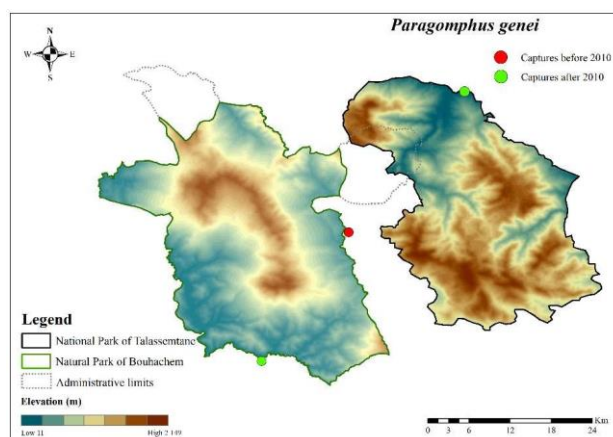 Paragomphus genei
N
W E
S
Captures before 2010
Captures after 2010
Legend
National Park of Talassemtane
Natural Park of Bouhachem
Administrative limits
Elevation (m)
Low 11 High 2 149
Km
0 3 6 12 18 24